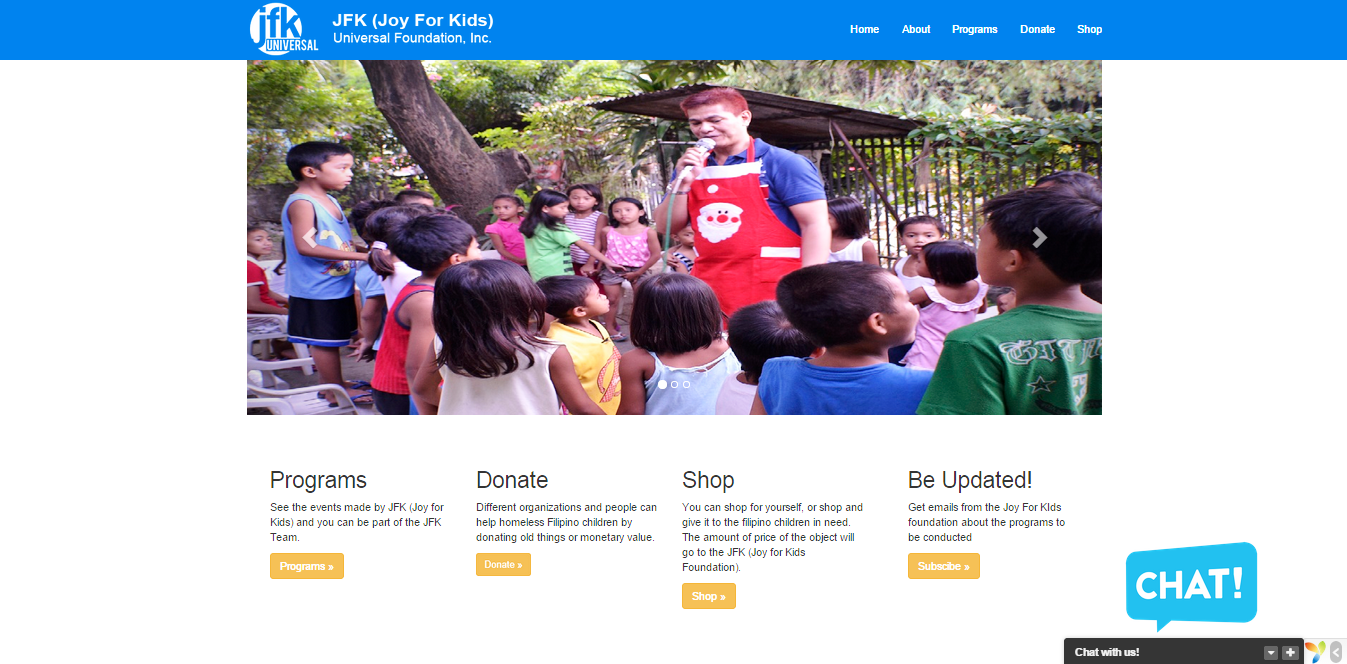 jfk
UNIVERSAL
JFK (Joy For Kids)
Universal Foundation, Inc.
Home
About
Programs
Donate
Shop
Programs
See the events made by JFK (Joy for
Kids) and you can be part of the JFK
Team.
Programs »
Donate
Different organizations and people can
help homeless Filipino children by
donating old things or monetary value.
Donate »
Shop
You can shop for yourself, or shop and
give it to the filipino children in need.
The amount of price of the object will
go to the JFK (Joy for Kids
Foundation).
Shop »
Be Updated!
Get emails from the Joy For KIds
foundation about the programs to
be conducted
Subscibe »
CHAT!
Chat with us!